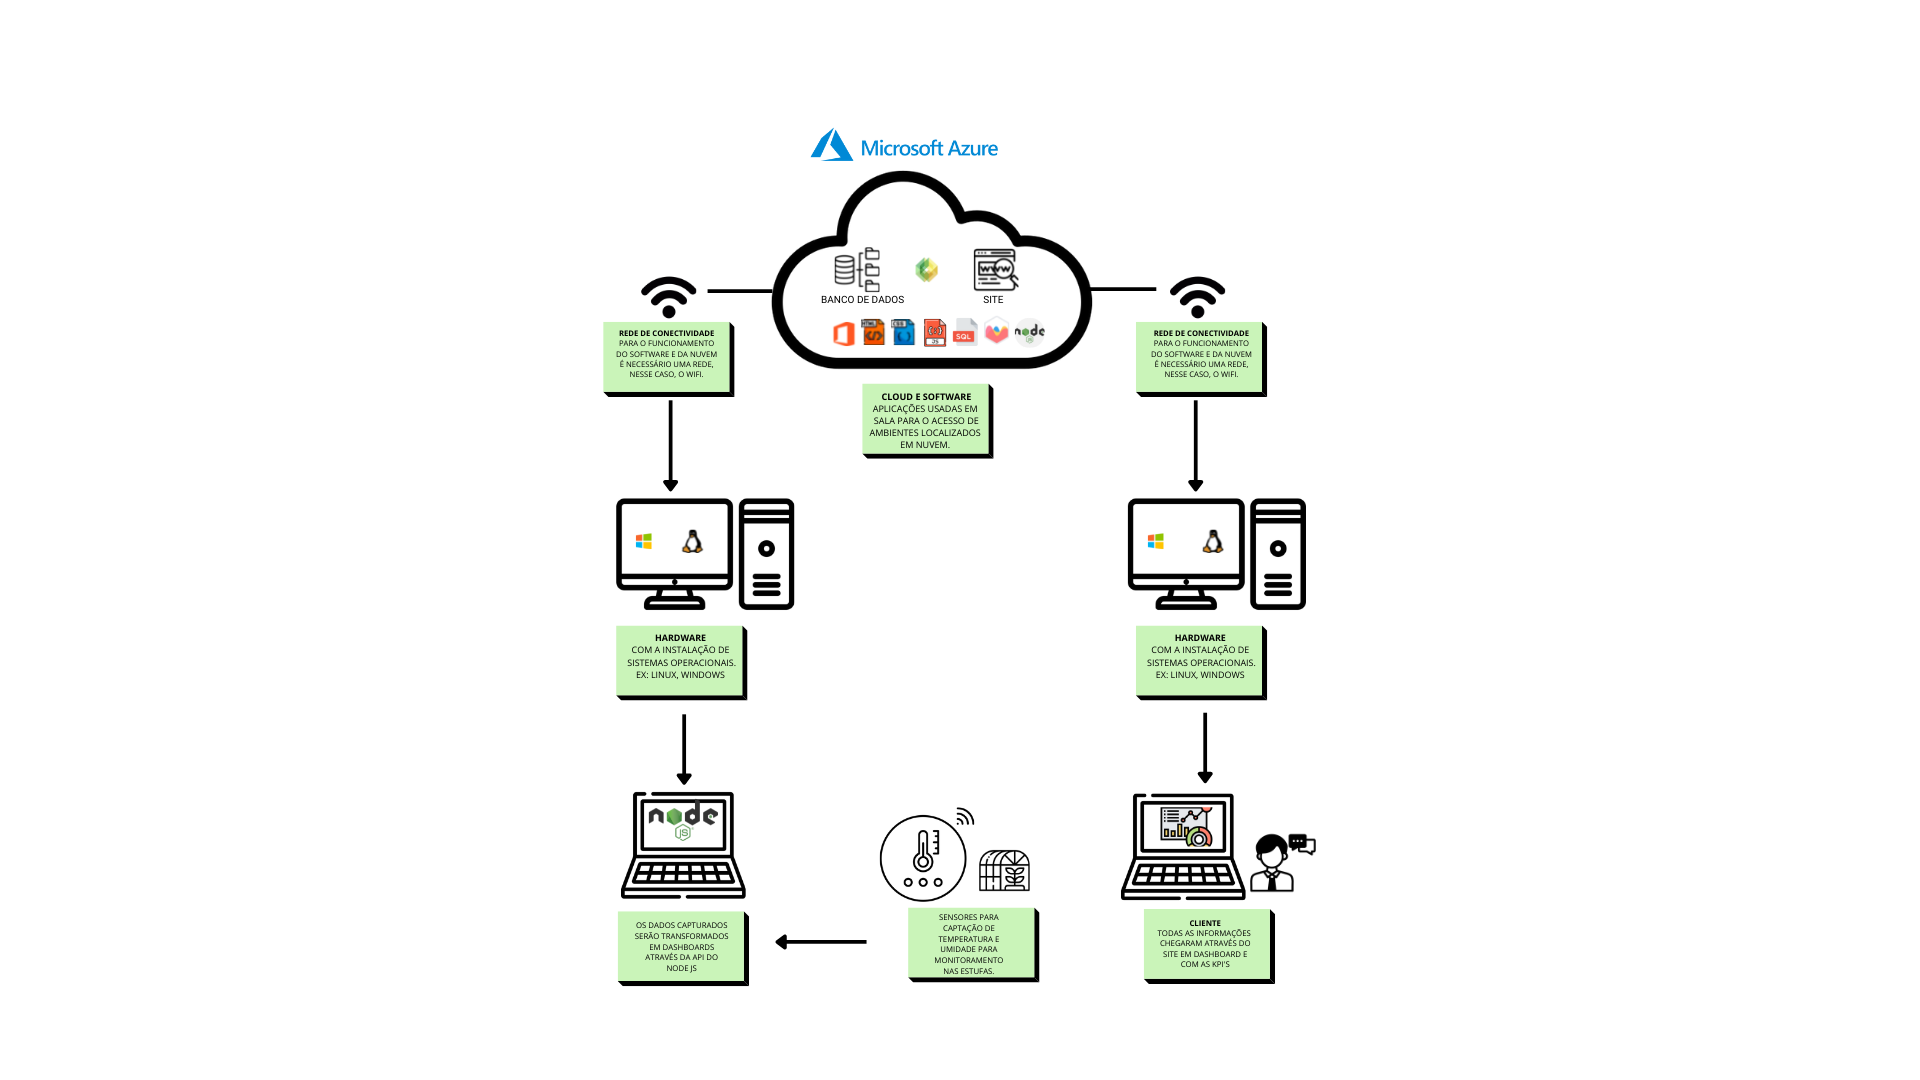 Microsoft Azure
BANCO DE DADOS
SITE
WWW
HTML
CSS
JS
SQL
node
JS
REDE DE CONECTIVIDADE
PARA O FUNCIONAMENTO
DO SOFTWARE E DA NUVEM
É NECESSÁRIO UMA REDE,
NESSE CASO, O WIFI.
CLOUD E SOFTWARE
APLICAÇÕES USADAS EM
SALA PARA O ACESSO DE
AMBIENTES LOCALIZADOS
EM NUVEM.
REDE DE CONECTIVIDADE
PARA O FUNCIONAMENTO
DO SOFTWARE E DA NUVEM
É NECESSÁRIO UMA REDE,
NESSE CASO, O WIFI.
HARDWARE
COM A INSTALAÇÃO DE
SISTEMAS OPERACIONAIS.
EX: LINUX, WINDOWS
HARDWARE
COM A INSTALAÇÃO DE
SISTEMAS OPERACIONAIS.
EX: LINUX, WINDOWS
node
JS
OS DADOS CAPTURADOS
SERÃO TRANSFORMADOS
EM DASHBOARDS
ATRAVÉS DA API DO
NODE JS
SENSORES PARA
CAPTAÇÃO DE
TEMPERATURA E
UMIDADE PARA
MONITORAMENTO
NAS ESTUFAS.
CLIENTE
TODAS AS INFORMAÇÕES
CHEGARAM ATRAVÉS DO
SITE EM DASHBOARD E
COM AS KPI'S